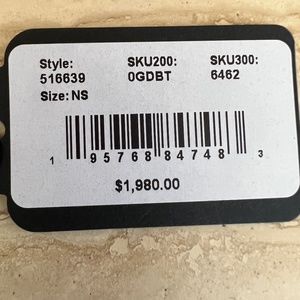 Style: SKU200: SKU300:
516639 0GDBT 6462
Size: NS
1 95768 84748 3
$1,980.00